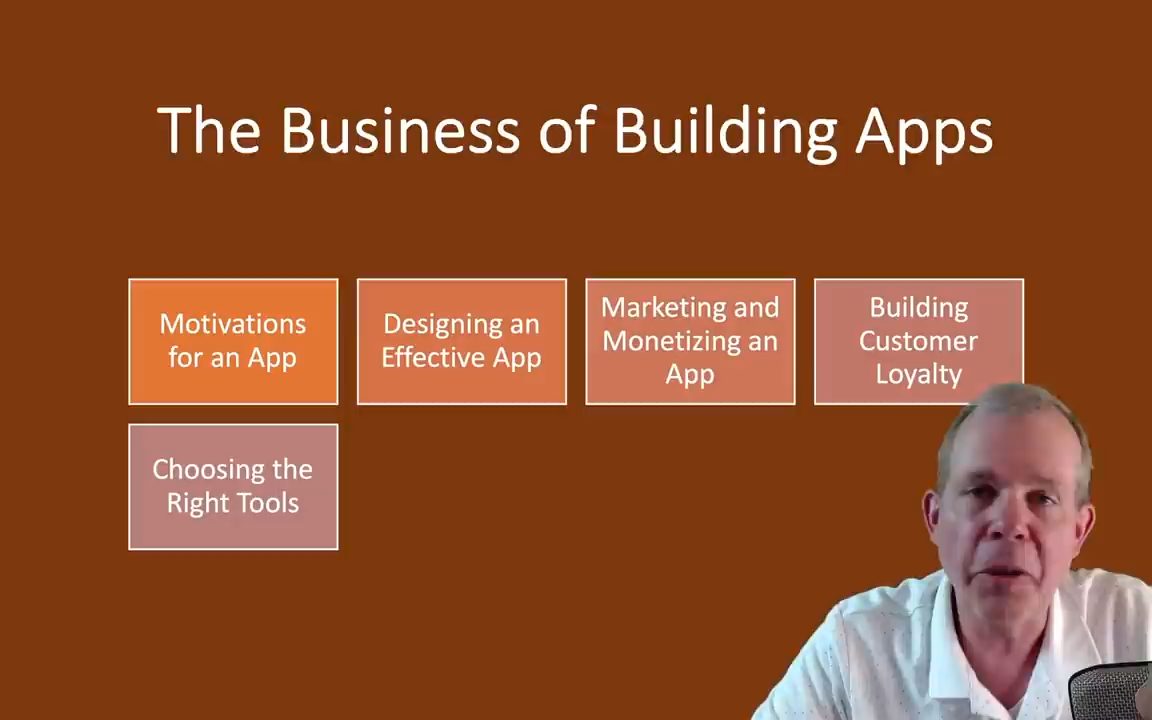 The Business of Building Apps
Motivations
for an App
Designing an
Effective App
Marketing and
Monetizing an
App
Building
Customer
Loyalty
Choosing the
Right Tools